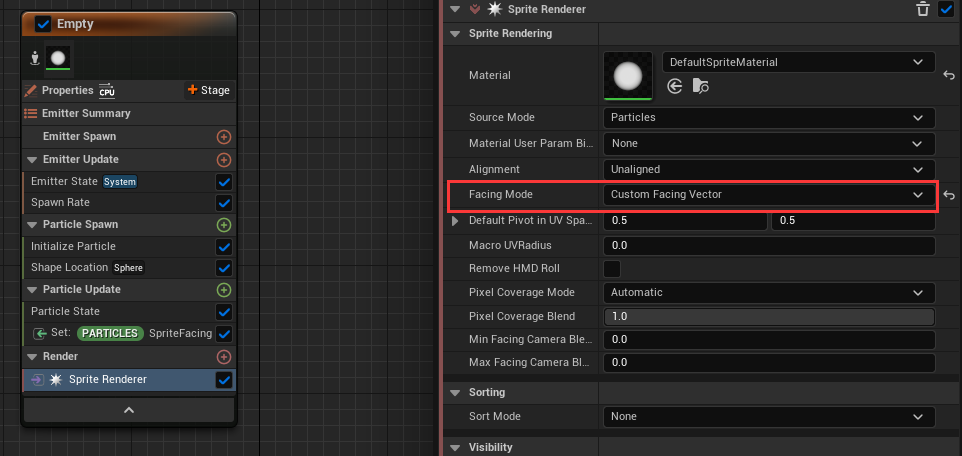 Empty
Properties CPU + Stage
Emitter Summary
Emitter Spawn
Emitter Update
Emitter State System
Spawn Rate
Particle Spawn
Initialize Particle
Shape Location Sphere
Particle Update
Particle State
Set: PARTICLES SpriteFacing
Render
Sprite Renderer
Sprite Renderer
Sprite Rendering
Material DefaultSpriteMaterial
Source Mode Particles
Material User Param Bi... None
Alignment Unaligned
Facing Mode Custom Facing Vector
Default Pivot in UV Spa... 0.5 0.5
Macro UVRadius 0.0
Remove HMD Roll
Pixel Coverage Mode Automatic
Pixel Coverage Blend 1.0
Min Facing Camera Ble... 0.0
Max Facing Camera Bl... 0.0
Sorting
Sort Mode None
Visibility